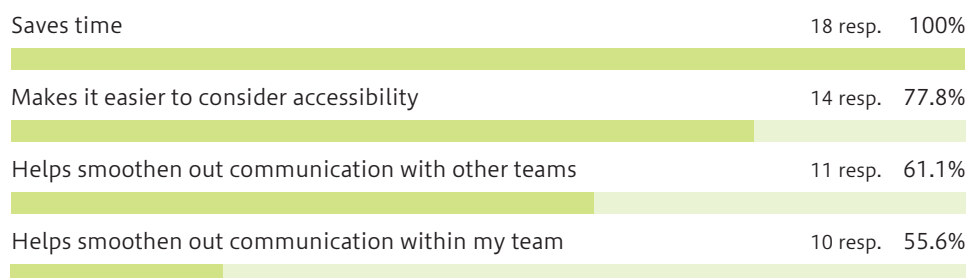 Saves time 18 resp. 100%
Makes it easier to consider accessibility 14 resp. 77.8%
Helps smoothen out communication with other teams 11 resp. 61.1%
Helps smoothen out communication within my team 10 resp. 55.6%